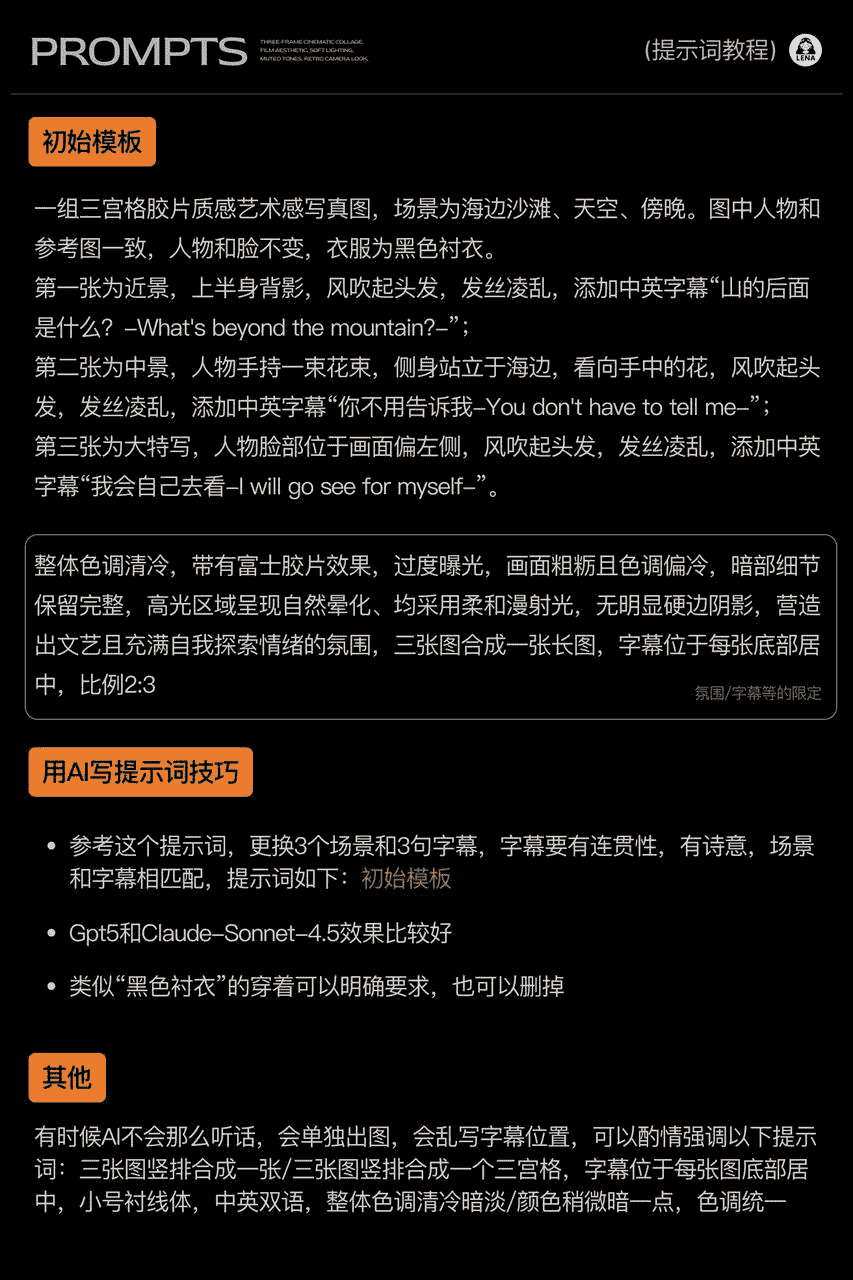 PROMPTS
THREE-FRAME CINEMATIC COLLAGE,
FILM AESTHETIC, SOFT LIGHTING,
MUTED TONES, RETRO CAMERA LOOK,
(提示词教程)
LENA
初始模板
一组三宫格胶片质感艺术感写真图，场景为海边沙滩、天空、傍晚。图中人物和
参考图一致，人物和脸不变，衣服为黑色衬衣。
第一张为近景，上半身背影，风吹起头发，发丝凌乱，添加中英字幕“山的后面
是什么？-What's beyond the mountain?-”；
第二张为中景，人物手持一束花束，侧身站立于海边，看向手中的花，风吹起头
发，发丝凌乱，添加中英字幕“你不用告诉我-You don't have to tell me-”；
第三张为大特写，人物脸部位于画面偏左侧，风吹起头发，发丝凌乱，添加中英
字幕“我会自己去看-I will go see for myself-”。
整体色调清冷，带有富士胶片效果，过度曝光，画面粗粝且色调偏冷，暗部细节
保留完整，高光区域呈现自然晕化、均采用柔和漫射光，无明显硬边阴影，营造
出文艺且充满自我探索情绪的氛围，三张图合成一张长图，字幕位于每张底部居
中，比例2:3
氛围/字幕等的限定
用AI写提示词技巧
• 参考这个提示词，更换3个场景和3句字幕，字幕要有连贯性，有诗意，场景
和字幕相匹配，提示词如下：初始模板
• Gpt5和Claude-Sonnet-4.5效果比较好
• 类似“黑色衬衣”的穿着可以明确要求，也可以删掉
其他
有时候AI不会那么听话，会单独出图，会乱写字幕位置，可以酌情强调以下提示
词：三张图竖排合成一张/三张图竖排合成一个三宫格，字幕位于每张图底部居
中，小号衬线体，中英双语，整体色调清冷暗淡/颜色稍微暗一点，色调统一